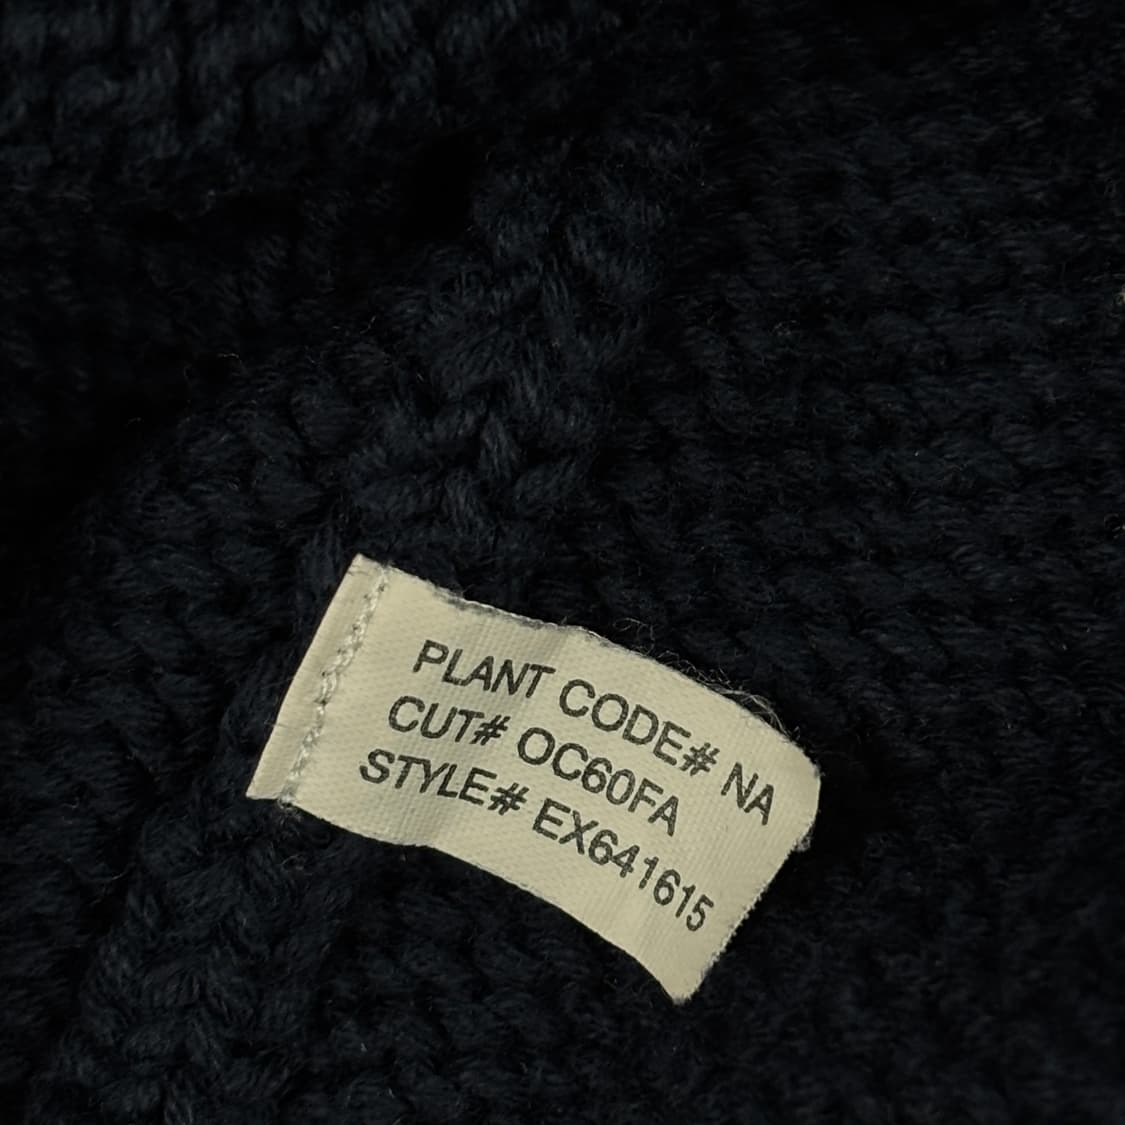 PLANT CODE# NA
CUT# OC60FA
STYLE# EX641615